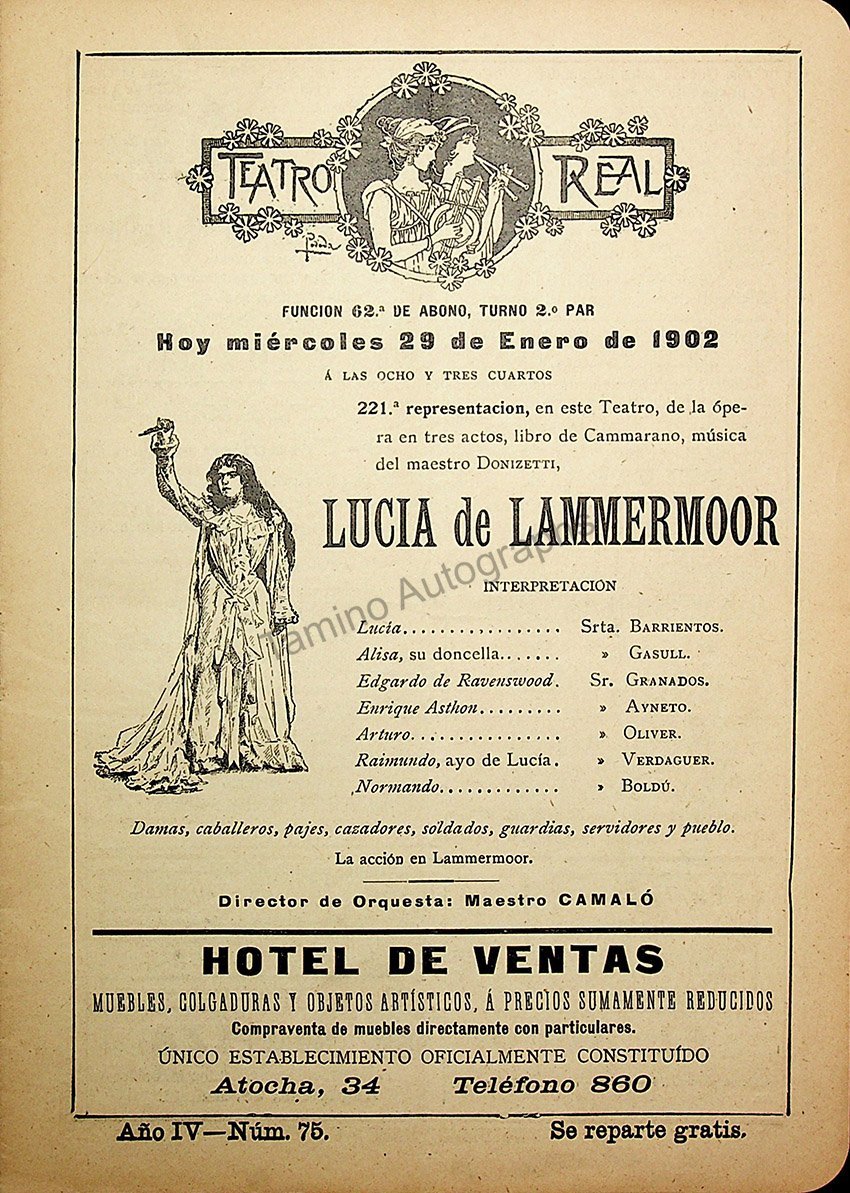 TEATRO REAL
FUNCION 62.ª DE ABONO, TURNO 2.º PAR
Hoy miércoles 29 de Enero de 1902
Á LAS OCHO Y TRES CUARTOS
221.ª representacion, en este Teatro, de la ópe-
ra en tres actos, libro de Cammarano, música
del maestro DONIZETTI,
LUCIA de LAMMERMOOR
INTERPRETACIÓN
Lucía.................. Srta. BARRIENTOS.
Alisa, su doncella....... » GASULL.
Edgardo de Ravenswood. Sr. GRANADOS.
Enrique Asthon......... » AYNETO.
Arturo................ » OLIVER.
Raimundo, ayo de Lucía. » VERDAGUER.
Normando............. » BOLDÚ.
Damas, caballeros, pajes, cazadores, soldados, guardias, servidores y pueblo.
La acción en Lammermoor.
Director de Orquesta: Maestro CAMALÓ
HOTEL DE VENTAS
MUEBLES, COLGADURAS Y OBJETOS ARTÍSTICOS, Á PRECIOS SUMAMENTE REDUCIDOS
Compraventa de muebles directamente con particulares.
ÚNICO ESTABLECIMIENTO OFICIALMENTE CONSTITUÍDO
Atocha, 34 Teléfono 860
Año IV—Núm. 75. Se reparte gratis.
Tamino Autographs